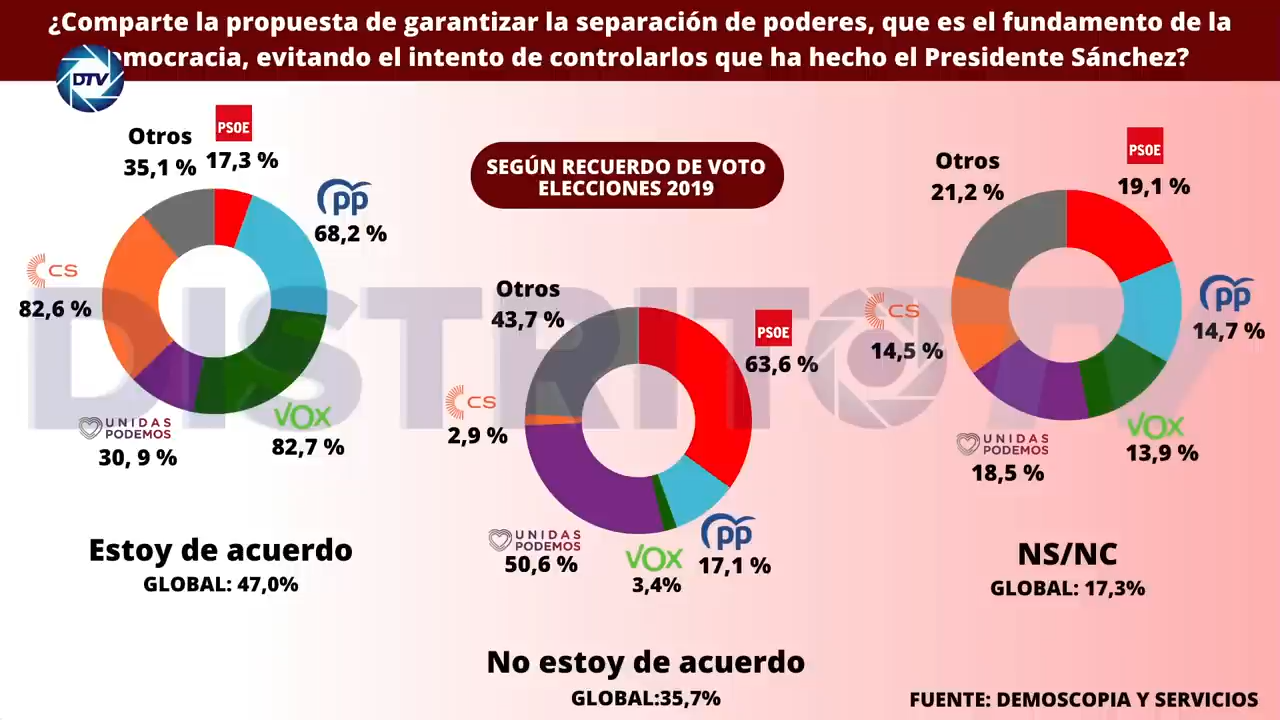 ¿Comparte la propuesta de garantizar la separación de poderes, que es el fundamento de la
mocracia, evitando el intento de controlarlos que ha hecho el Presidente Sánchez?
DTV
SEGÚN RECUERDO DE VOTO
ELECCIONES 2019
Otros
35,1 %
PSOE
17,3 %
PP
68,2 %
CS
82,6 %
UNIDAS
PODEMOS
30, 9 %
VOX
82,7 %
Estoy de acuerdo
GLOBAL: 47,0%
Otros
43,7 %
PSOE
63,6 %
CS
2,9 %
UNIDAS
PODEMOS
50,6 %
VOX
3,4%
PP
17,1 %
No estoy de acuerdo
GLOBAL:35,7%
Otros
21,2 %
PSOE
19,1 %
CS
14,5 %
PP
14,7 %
UNIDAS
PODEMOS
18,5 %
VOX
13,9 %
NS/NC
GLOBAL: 17,3%
DISTRITO TV
FUENTE: DEMOSCOPIA Y SERVICIOS